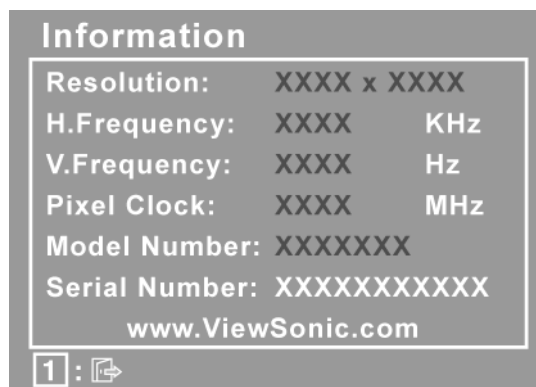 Information
Resolution: XXXX x XXXX
H.Frequency: XXXX KHz
V.Frequency: XXXX Hz
Pixel Clock: XXXX MHz
Model Number: XXXXXXX
Serial Number: XXXXXXXXXXX
www.ViewSonic.com
1 :